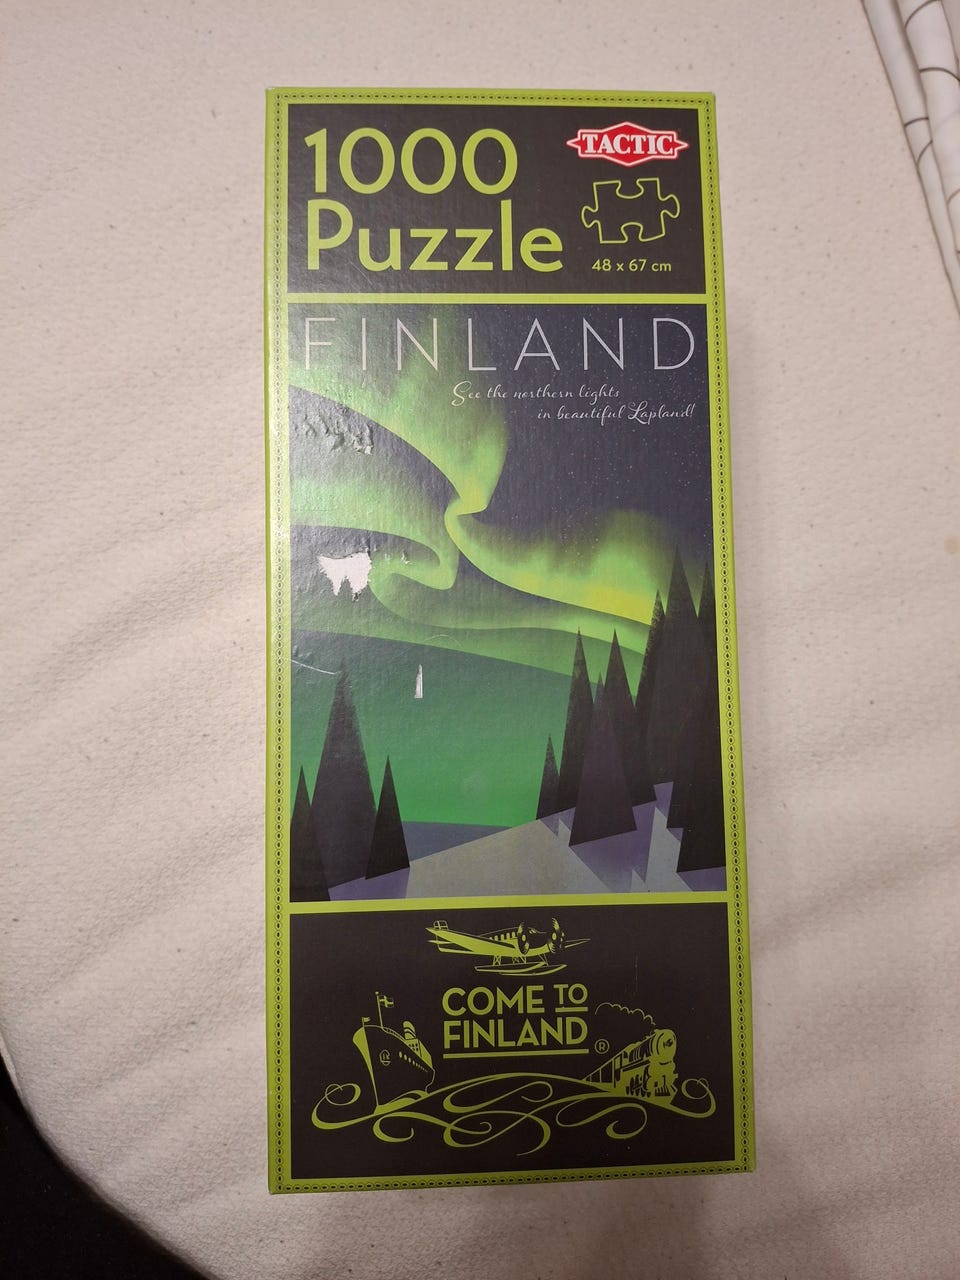 1000
Puzzle
TACTIC
48 x 67 cm
FINLAND
See the northern lights
in beautiful Lapland!
COME TO
FINLAND ®